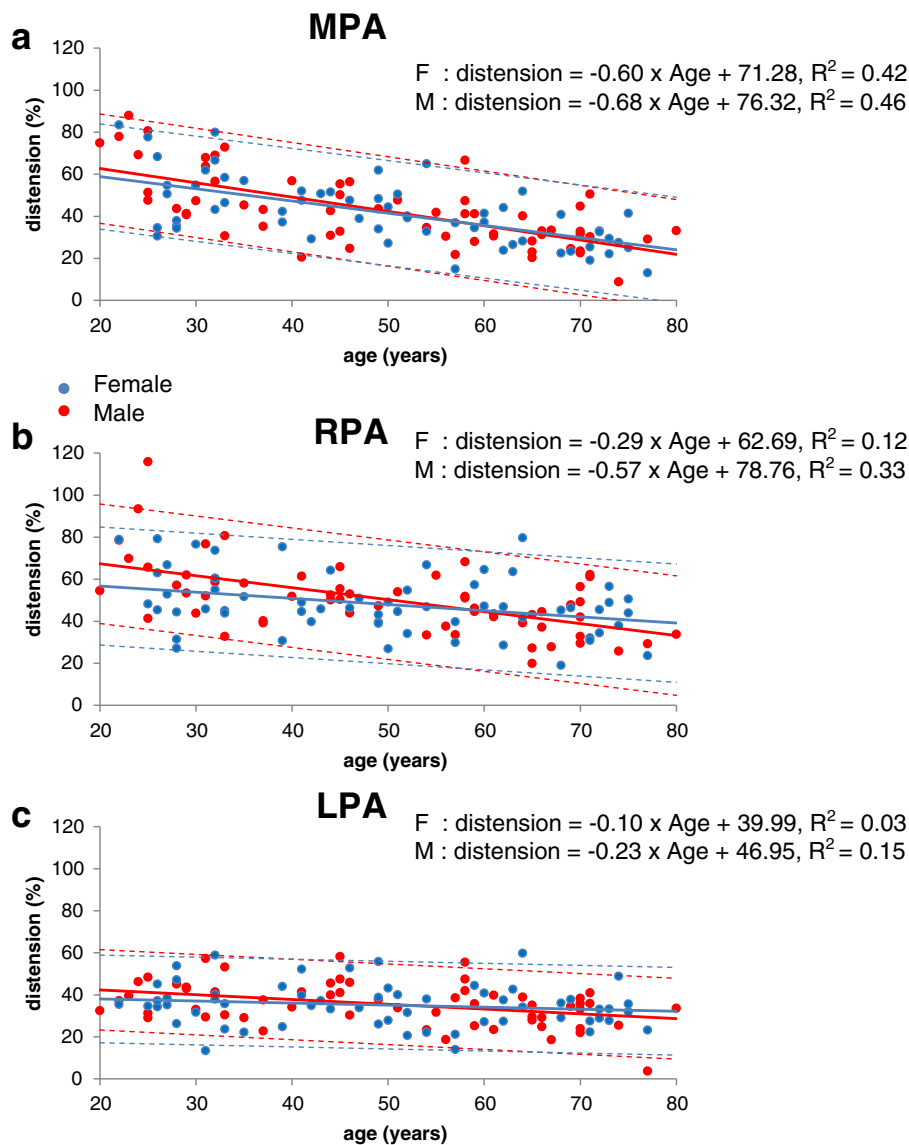 a
MPA
F : distension = -0.60 x Age + 71.28, R² = 0.42
M : distension = -0.68 x Age + 76.32, R² = 0.46
distension (%)
120
100
80
60
40
20
0
20 30 40 50 60 70 80
age (years)
Female
Male
b
RPA
F : distension = -0.29 x Age + 62.69, R² = 0.12
M : distension = -0.57 x Age + 78.76, R² = 0.33
distension (%)
120
100
80
60
40
20
0
20 30 40 50 60 70 80
age (years)
c
LPA
F : distension = -0.10 x Age + 39.99, R² = 0.03
M : distension = -0.23 x Age + 46.95, R² = 0.15
distension (%)
120
100
80
60
40
20
0
20 30 40 50 60 70 80
age (years)